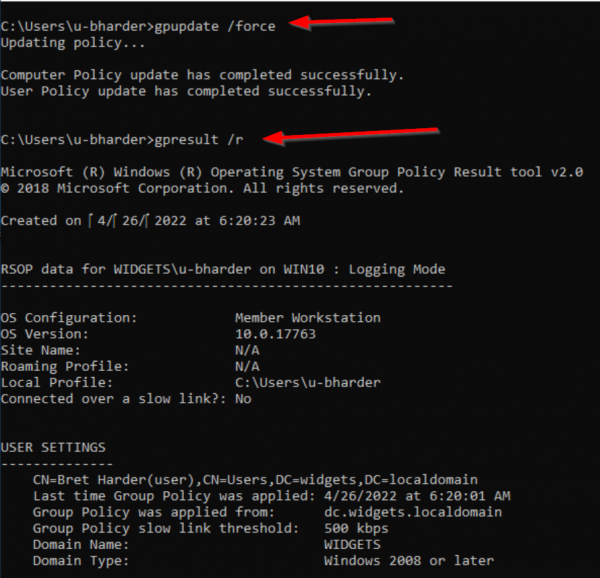 C:\Users\u-bharder>gpupdate /force
Updating policy...
Computer Policy update has completed successfully.
User Policy update has completed successfully.
C:\Users\u-bharder>gpresult /r
Microsoft (R) Windows (R) Operating System Group Policy Result tool v2.0
© 2018 Microsoft Corporation. All rights reserved.
Created on 4/ 26/ 2022 at 6:20:23 AM
RSOP data for WIDGETS\u-bharder on WIN10 : Logging Mode
-------------------------------------------------------
OS Configuration: Member Workstation
OS Version: 10.0.17763
Site Name: N/A
Roaming Profile: N/A
Local Profile: C:\Users\u-bharder
Connected over a slow link?: No
USER SETTINGS
--------------
CN=Bret Harder(user),CN=Users,DC=widgets,DC=localdomain
Last time Group Policy was applied: 4/26/2022 at 6:20:01 AM
Group Policy was applied from: dc.widgets.localdomain
Group Policy slow link threshold: 500 kbps
Domain Name: WIDGETS
Domain Type: Windows 2008 or later